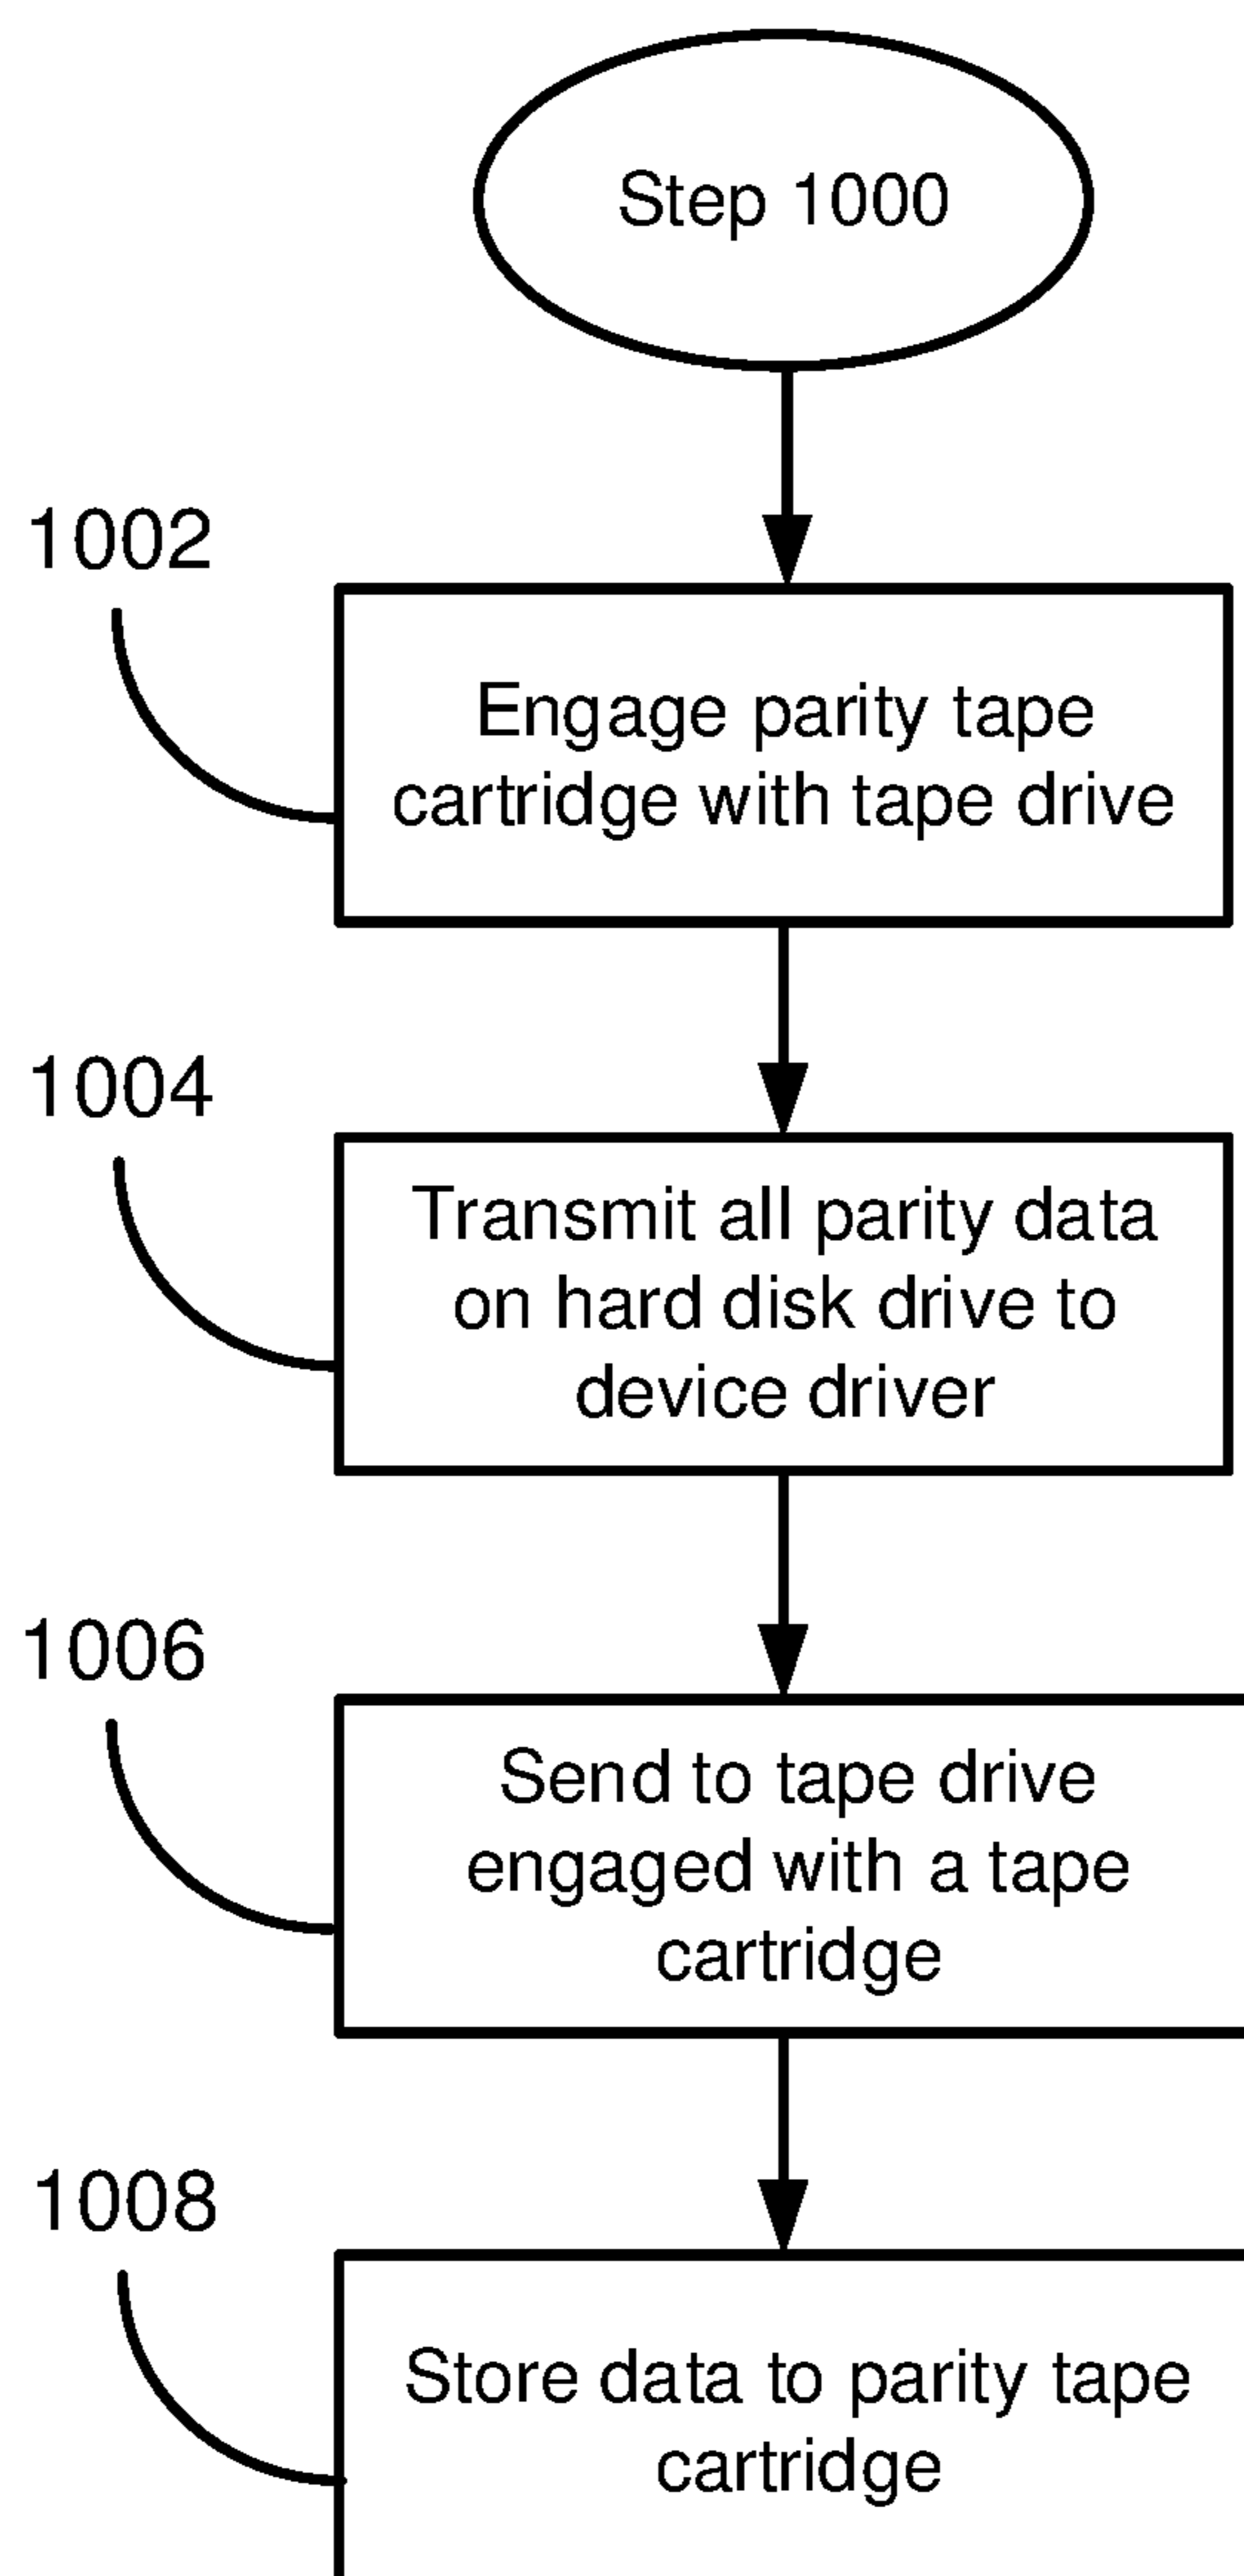 Step 1000
1002
Engage parity tape
cartridge with tape drive
1004
Transmit all parity data
on hard disk drive to
device driver
1006
Send to tape drive
engaged with a tape
cartridge
1008
Store data to parity tape
cartridge